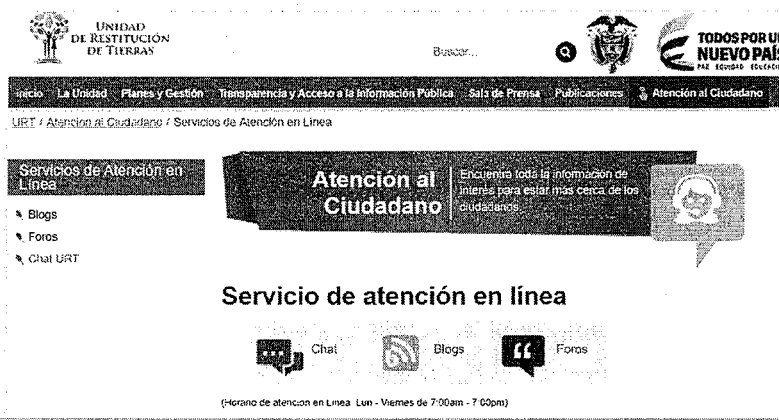 UNIDAD
DE RESTITUCIÓN
DE TIERRAS
Buscar...
TODOS POR UN
NUEVO PAÍS
PAZ EQUIDAD EDUCACIÓN
Inicio La Unidad Planes y Gestión Transparencia y Acceso a la Información Pública Sala de Prensa Publicaciones Atención al Ciudadano
URT / Atención al Ciudadano / Servicios de Atención en Línea
Servicios de Atención en
Línea
Blogs
Foros
Chat URT
Atención al
Ciudadano
Encuentra toda la información de
interés para estar más cerca de los
ciudadanos
Servicio de atención en línea
Chat
Blogs
Foros
(Horario de atención en Línea: Lun - Viernes de 7:00am - 7:00pm)